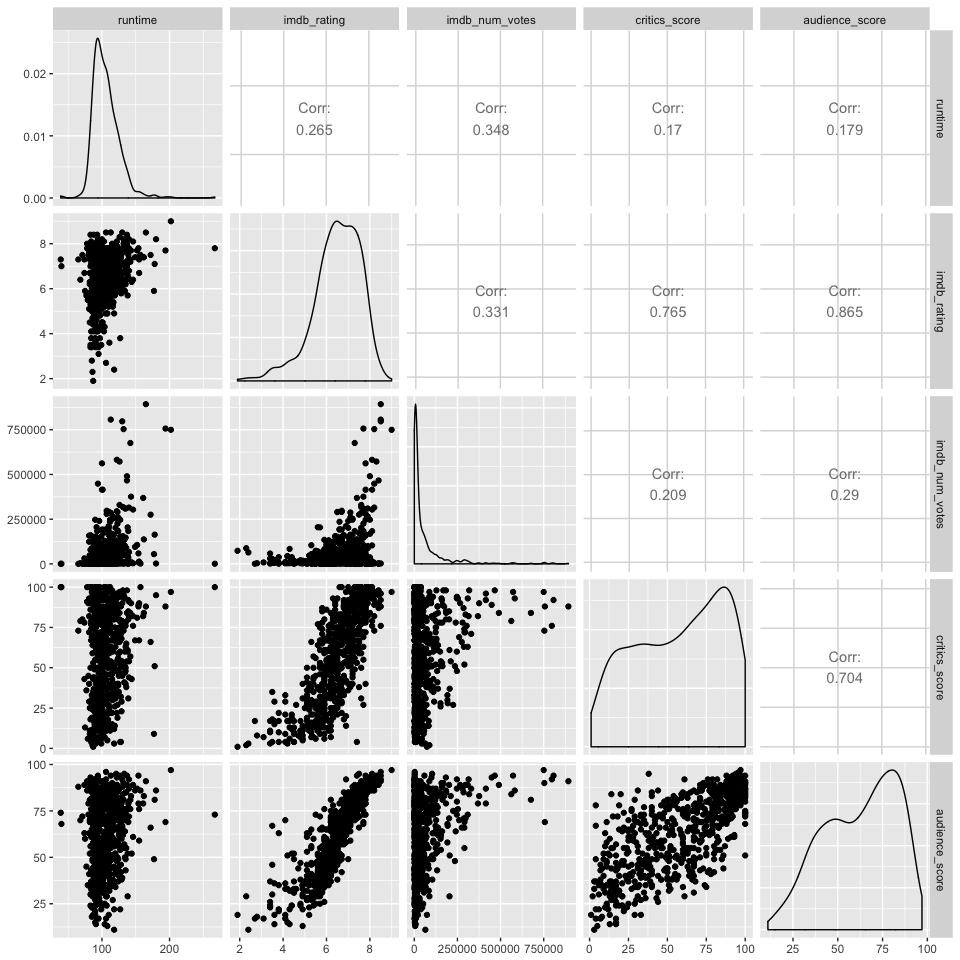 runtime imdb_rating imdb_num_votes critics_score audience_score
0.02
0.01
0.00
Corr:
0.265
Corr:
0.348
Corr:
0.17
Corr:
0.179
runtime
8
6
4
2
Corr:
0.331
Corr:
0.765
Corr:
0.865
imdb_rating
750000
500000
250000
0
Corr:
0.209
Corr:
0.29
imdb_num_votes
100
75
50
25
0
Corr:
0.704
critics_score
100
75
50
25
audience_score
100 200 2 4 6 8 0 250000 500000 750000 0 25 50 75 100 25 50 75 100